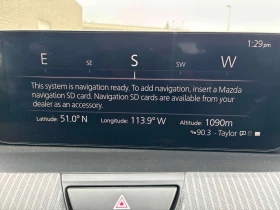 1:29pm
E SE S SW W
This system is navigation ready. To add navigation, insert a Mazda
navigation SD card. Navigation SD cards are available from your
dealer as an accessory.
Latitude: 51.0° N Longitude: 113.9° W Altitude: 1090m
90.3 - Taylor